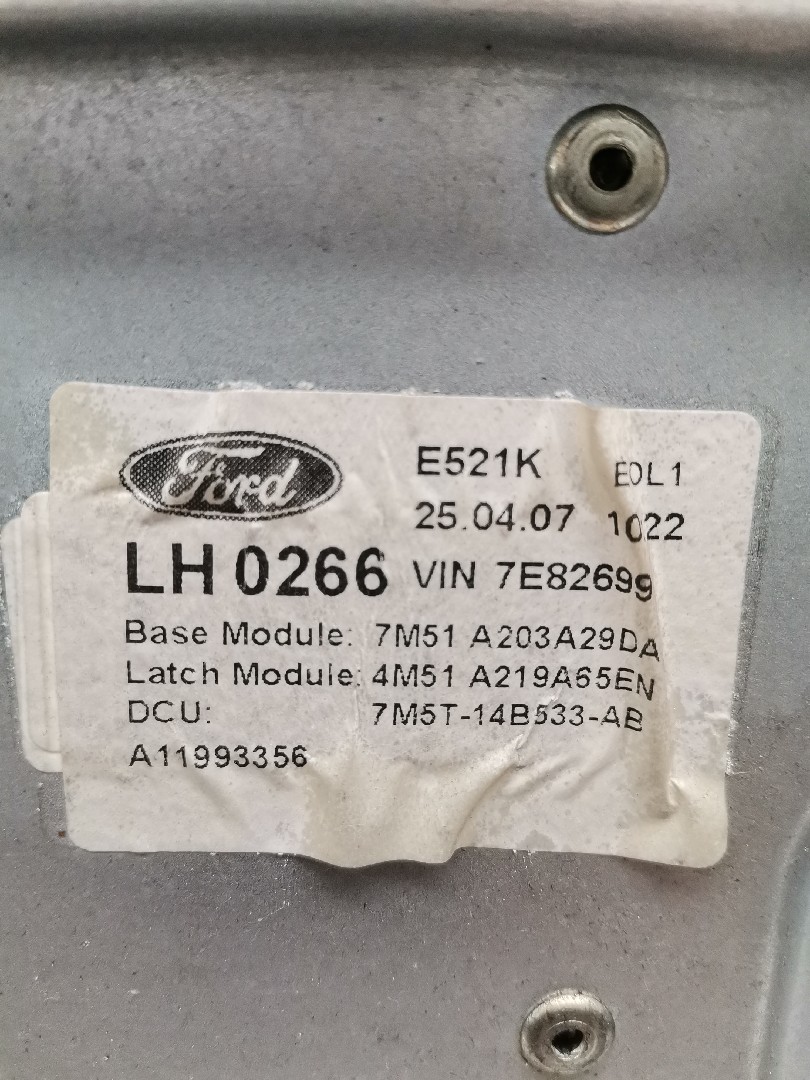 Ford E521K EDL1
25.04.07 1022
LH 0266 VIN 7E82699
Base Module: 7M51 A203A29DA
Latch Module: 4M51 A219A65EN
DCU: 7M5T-14B533-AB
A11993356